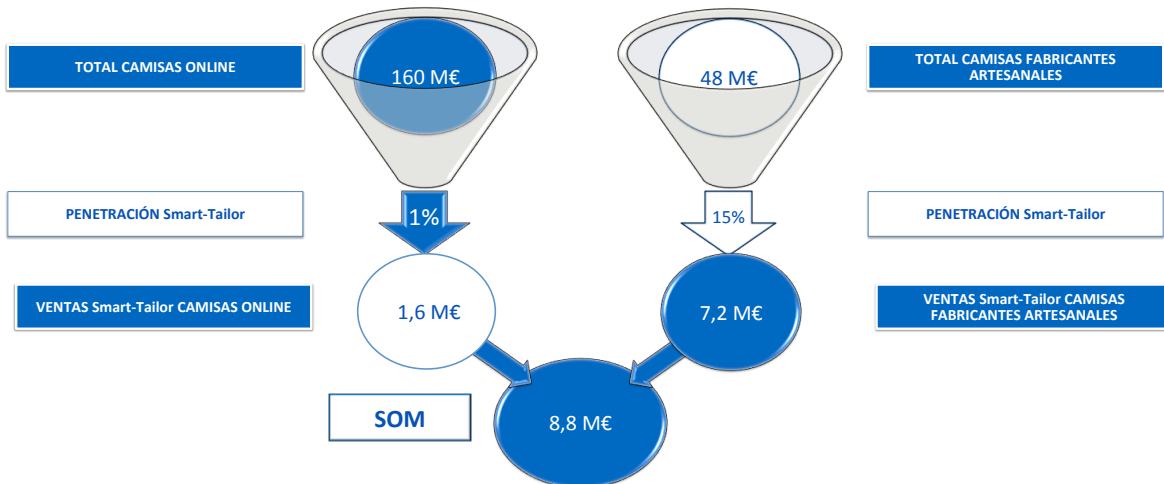 TOTAL CAMISAS ONLINE
160 M€
48 M€
TOTAL CAMISAS FABRICANTES
ARTESANALES
PENETRACIÓN Smart-Tailor
1%
15%
PENETRACIÓN Smart-Tailor
VENTAS Smart-Tailor CAMISAS ONLINE
1,6 M€
7,2 M€
VENTAS Smart-Tailor CAMISAS
FABRICANTES ARTESANALES
SOM
8,8 M€